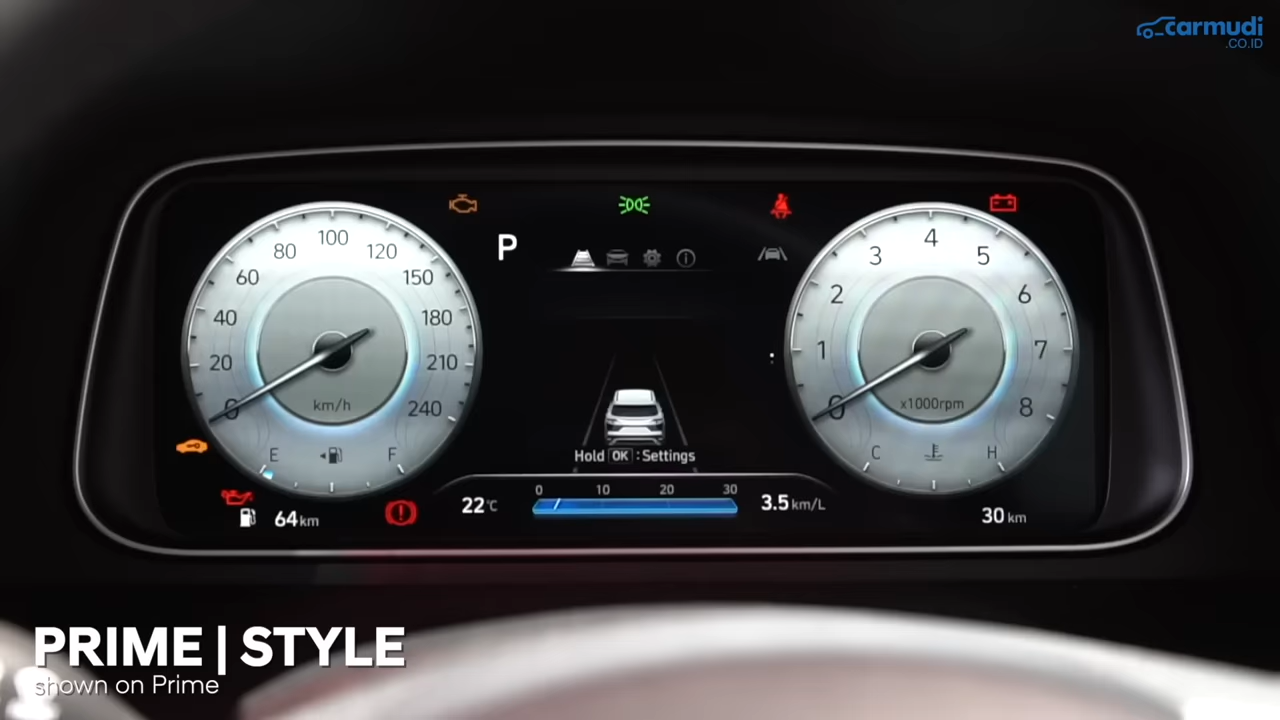 carmudi
.CO.ID
P
0
20
40
60
80
100
120
150
180
210
240
km/h
E
F
Hold OK : Settings
0
1
2
3
4
5
6
7
8
x1000rpm
C
H
64km
22°C
0 10 20 30
3.5 km/L
30 km
PRIME | STYLE
shown on Prime